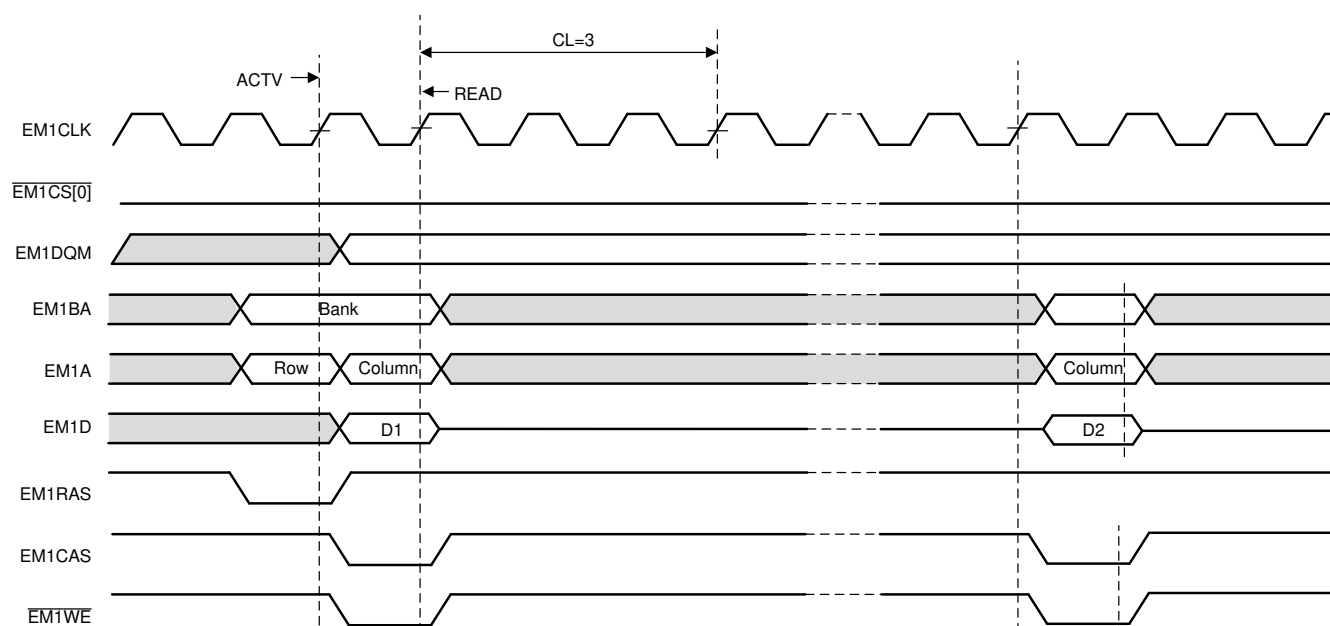 CL=3
ACTV
READ
EM1CLK
EM1CS[0]
EM1DQM
EM1BA
Bank
EM1A
Row
Column
Column
EM1D
D1
D2
EM1RAS
EM1CAS
EM1WE